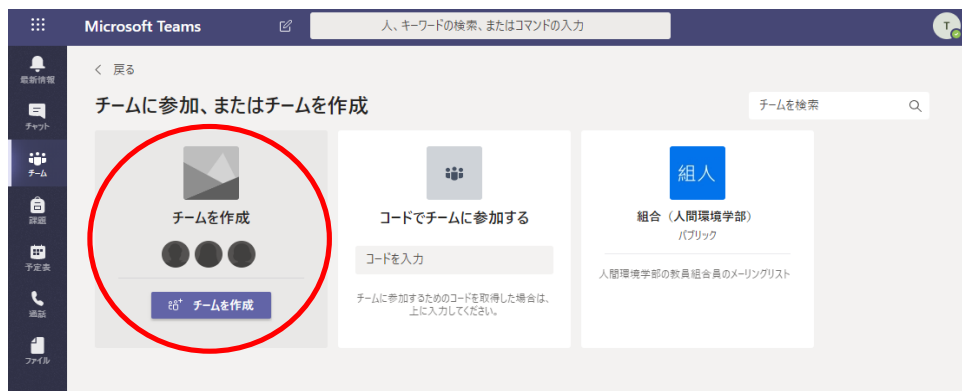 Microsoft Teams
人、キーワードの検索、またはコマンドの入力
T
最新情報
チャット
チーム
課題
予定表
通話
ファイル
く 戻る
チームに参加、またはチームを作成
チームを検索
チームを作成
チームを作成
コードでチームに参加する
コードを入力
チームに参加するためのコードを取得した場合は、
上に入力してください。
組人
組合（人間環境学部）
パブリック
人間環境学部の教員組合員のメーリングリスト